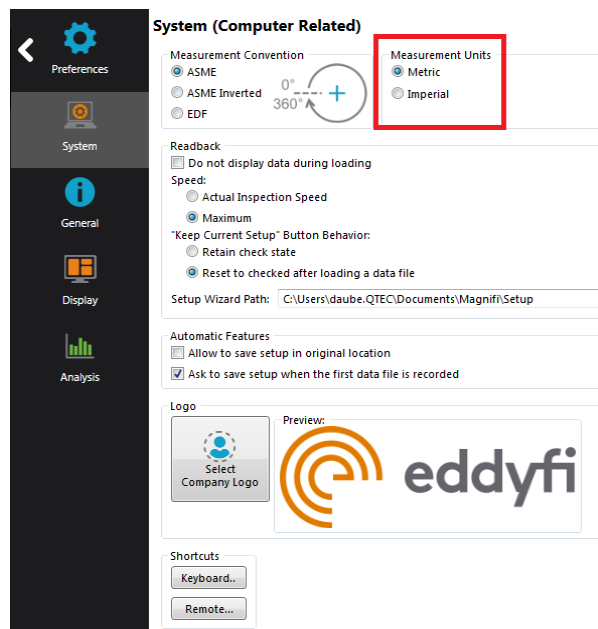 System (Computer Related)
Preferences
System
General
Display
Analysis
Measurement Convention
ASME
ASME Inverted
EDF
0°
360°
Measurement Units
Metric
Imperial
Readback
Do not display data during loading
Speed:
Actual Inspection Speed
Maximum
"Keep Current Setup" Button Behavior:
Retain check state
Reset to checked after loading a data file
Setup Wizard Path: C:\Users\daube.QTEC\Documents\Magnifi\Setup
Automatic Features
Allow to save setup in original location
Ask to save setup when the first data file is recorded
Logo
Select
Company Logo
Preview:
eddyfi
Shortcuts
Keyboard..
Remote...